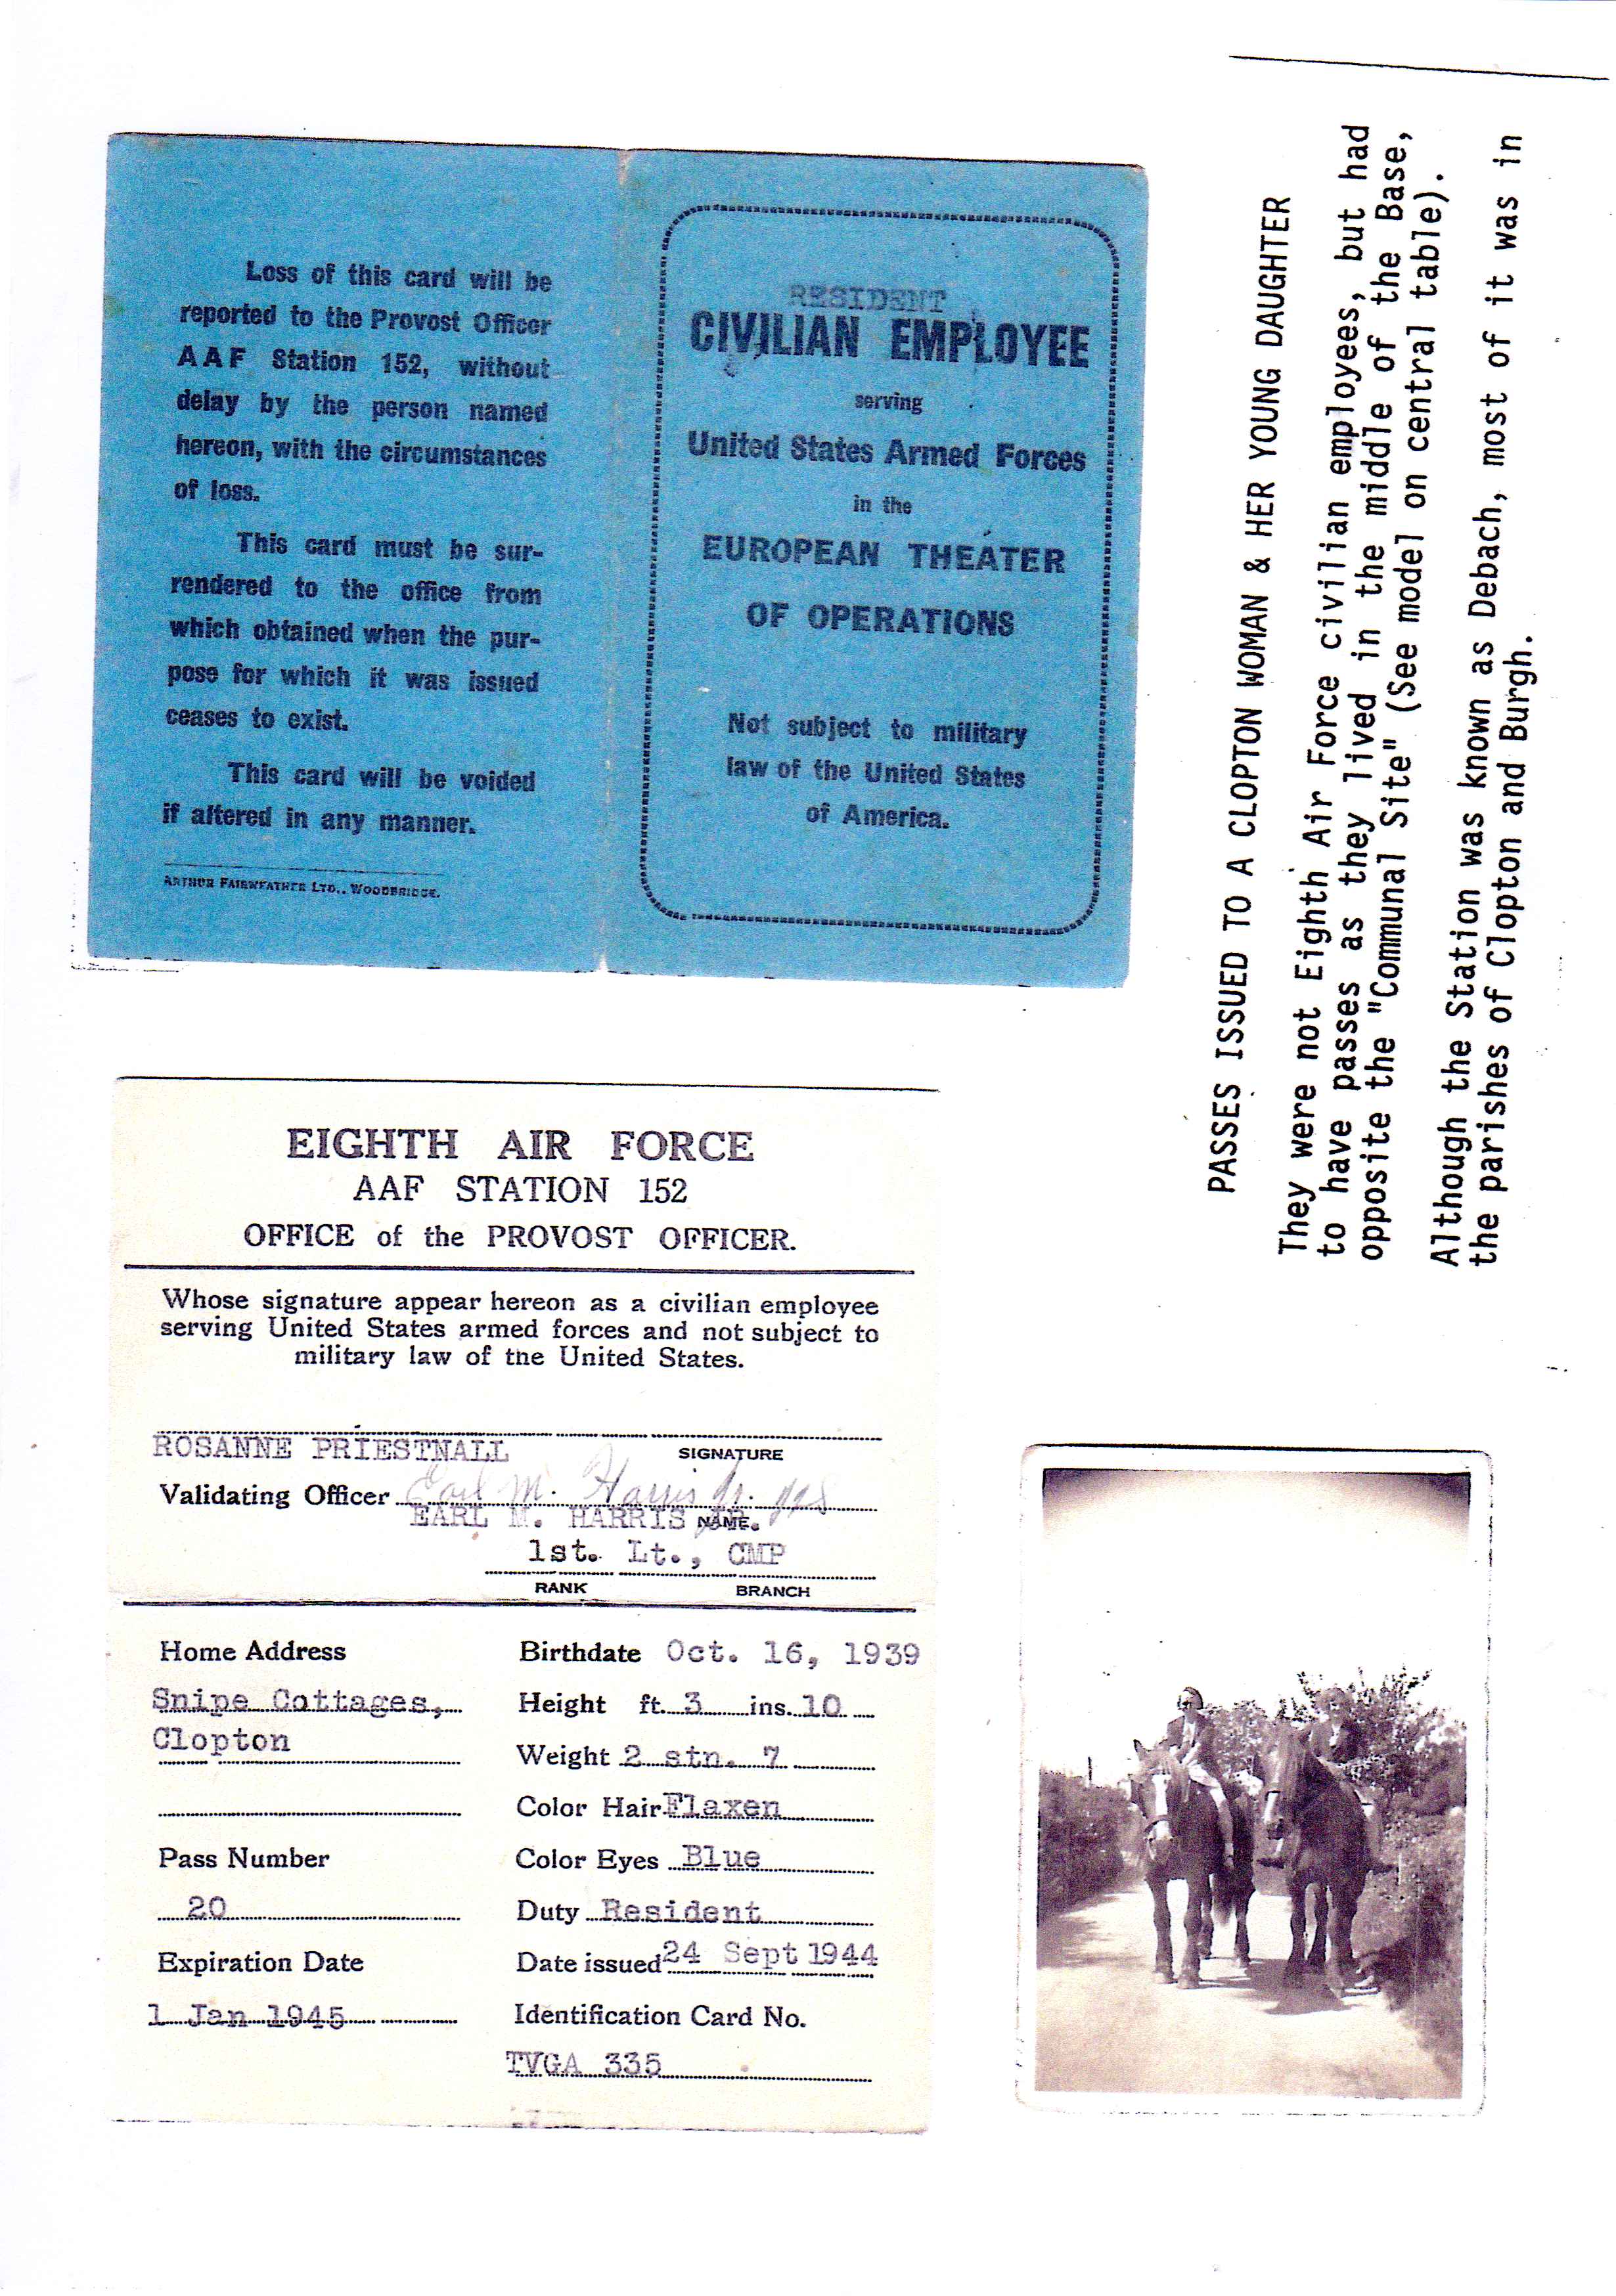 Loss of this card will be
reported to the Provost Officer
AAF Station 152, without
delay by the person named
hereon, with the circumstances
of loss.
This card must be sur-
rendered to the office from
which obtained when the pur-
pose for which it was issued
ceases to exist.
This card will be voided
if altered in any manner.
ARTHUR FAIRWEATHER LTD., WOODBRIDGE.
RESIDENT
CIVILIAN EMPLOYEE
serving
United States Armed Forces
in the
EUROPEAN THEATER
OF OPERATIONS
Not subject to military
law of the United States
of America.
PASSES ISSUED TO A CLOPTON WOMAN & HER YOUNG DAUGHTER
They were not Eighth Air Force civilian employees, but had
to have passes as they lived in the middle of the Base,
opposite the "Communal Site" (See model on central table).
Although the Station was known as Debach, most of it was in
the parishes of Clopton and Burgh.
EIGHTH AIR FORCE
AAF STATION 152
OFFICE of the PROVOST OFFICER.
Whose signature appear hereon as a civilian employee
serving United States armed forces and not subject to
military law of the United States.
ROSANNE PRIESTNALL SIGNATURE
Validating Officer Earl M. Harris Jr.
EARL M. HARRIS JR. NAME.
1st. Lt., CMP
RANK BRANCH
Home Address
Snipe Cottages,
Clopton
Pass Number
20
Expiration Date
1 Jan 1945
Birthdate Oct. 16, 1939
Height ft. 3 ins. 10
Weight 2 stn. 7
Color Hair Flaxen
Color Eyes Blue
Duty Resident
Date issued 24 Sept 1944
Identification Card No.
TVGA 335